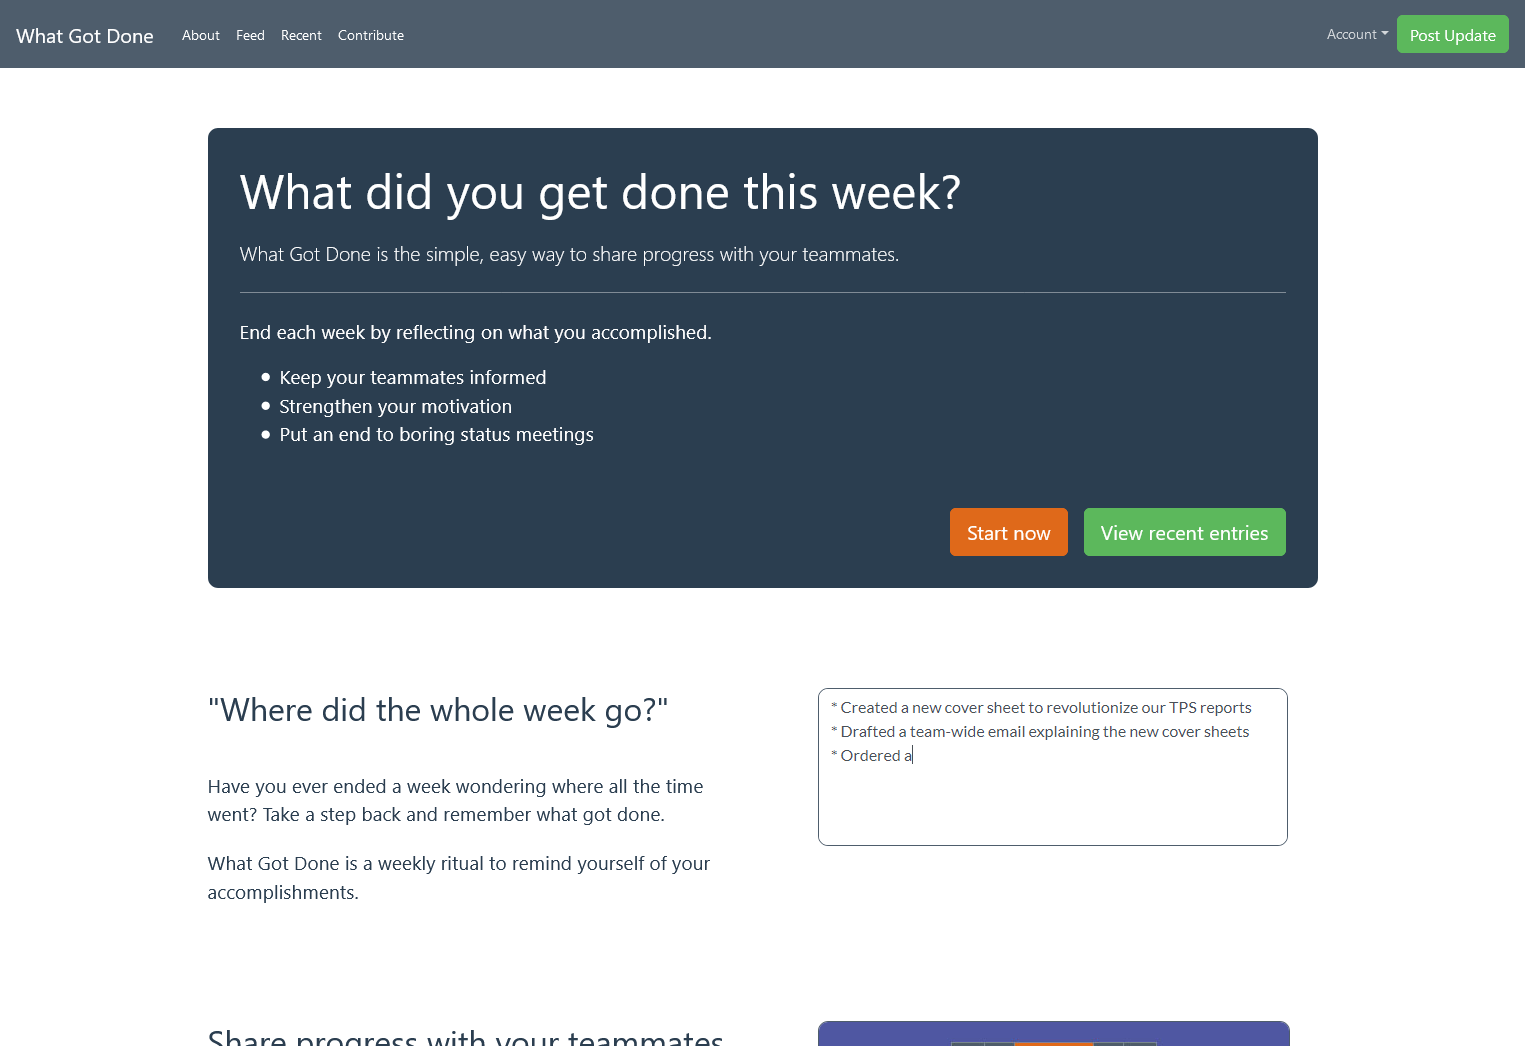 What Got Done About Feed Recent Contribute Account Post Update
What did you get done this week?
What Got Done is the simple, easy way to share progress with your teammates.
End each week by reflecting on what you accomplished.
Keep your teammates informed
Strengthen your motivation
Put an end to boring status meetings
Start now View recent entries
"Where did the whole week go?"
Have you ever ended a week wondering where all the time
went? Take a step back and remember what got done.
What Got Done is a weekly ritual to remind yourself of your
accomplishments.
* Created a new cover sheet to revolutionize our TPS reports
* Drafted a team-wide email explaining the new cover sheets
* Ordered a
Share progress with your teammates